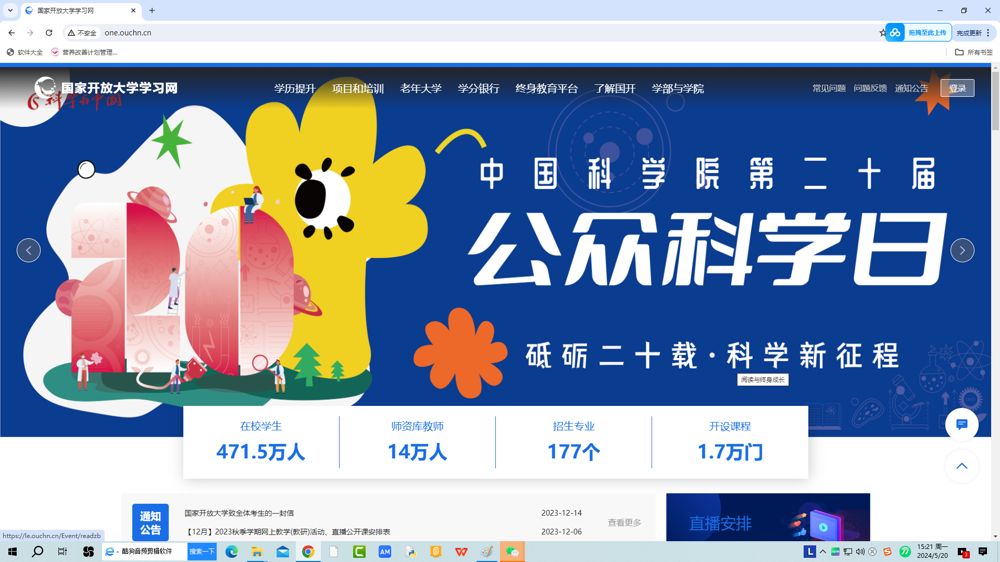 国家开放大学学习网
不安全
one.ouchn.cn
拖拽至此上传
完成更新
软件大全
营养改善计划管理...
所有书签
国家开放大学学习网
科学与中国
学历提升 项目和培训 老年大学 学分银行 终身教育平台 了解国开 学部与学院
常见问题 问题反馈 通知公告 登录
中国科学院第二十届
公众科学日
砥砺二十载·科学新征程
阅读与终身成长
在校学生 师资库教师 招生专业 开设课程
471.5万人 14万人 177个 1.7万门
通知
公告
国家开放大学致全体考生的一封信 2023-12-14
【12月】2023秋季学期网上教学(教研)活动、直播公开课安排表 2023-12-06
查看更多
直播安排
https://le.ouchn.cn/Event/readzb
酷狗音频剪辑软件
搜索一下
AM
L
77
15:21 周一
2024/5/20
3